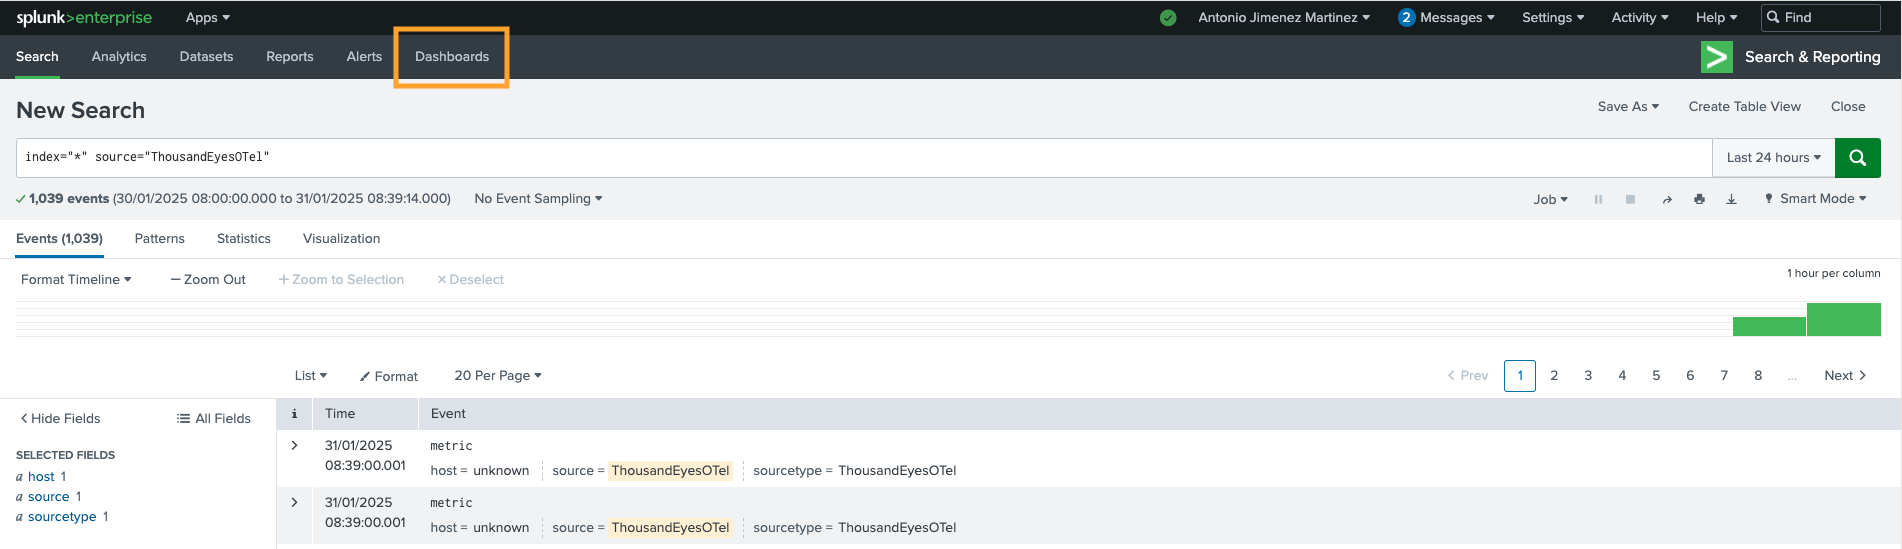 splunk>enterprise Apps Antonio Jimenez Martinez 2 Messages Settings Activity Help Find
Search Analytics Datasets Reports Alerts Dashboards Search & Reporting
New Search Save As Create Table View Close
index="*" source="ThousandEyesOTel" Last 24 hours
1,039 events (30/01/2025 08:00:00.000 to 31/01/2025 08:39:14.000) No Event Sampling Job Smart Mode
Events (1,039) Patterns Statistics Visualization
Format Timeline — Zoom Out + Zoom to Selection × Deselect 1 hour per column
List Format 20 Per Page < Prev 1 2 3 4 5 6 7 8 ... Next >
< Hide Fields All Fields i Time Event
SELECTED FIELDS
a host 1
a source 1
a sourcetype 1
> 31/01/2025 metric
08:39:00.001 host = unknown source = ThousandEyesOTel sourcetype = ThousandEyesOTel
> 31/01/2025 metric
08:39:00.001 host = unknown source = ThousandEyesOTel sourcetype = ThousandEyesOTel